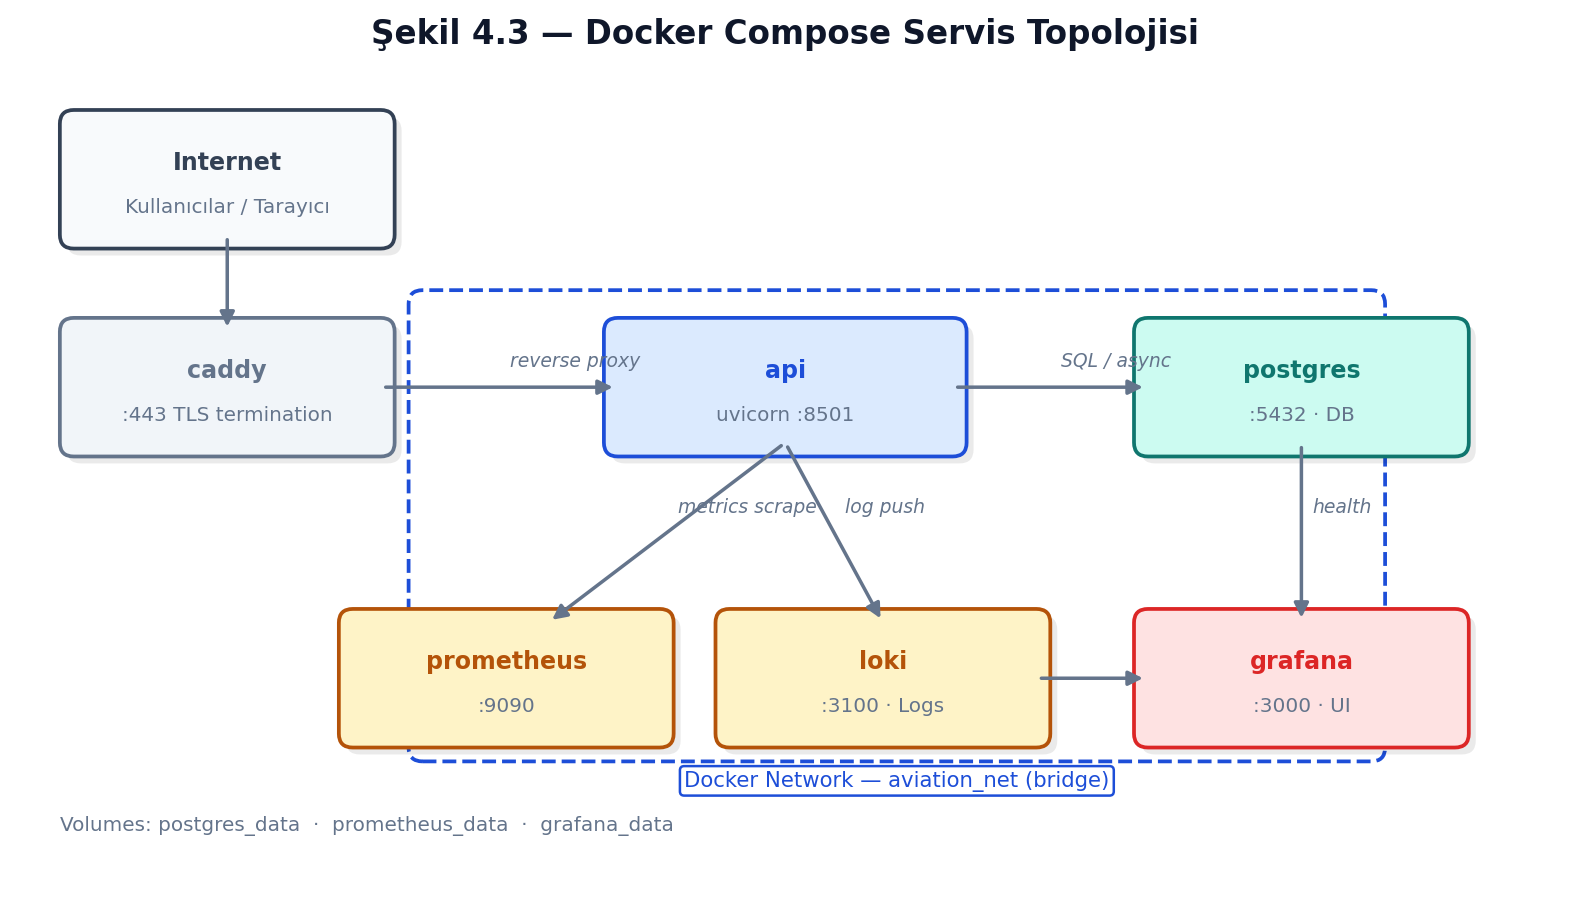 Şekil 4.3 — Docker Compose Servis Topolojisi
Internet
Kullanıcılar / Tarayıcı
caddy
:443 TLS termination
reverse proxy
api
uvicorn :8501
SQL / async
postgres
:5432 · DB
metrics scrape
log push
health
prometheus
:9090
loki
:3100 · Logs
grafana
:3000 · UI
Docker Network — aviation_net (bridge)
Volumes: postgres_data · prometheus_data · grafana_data